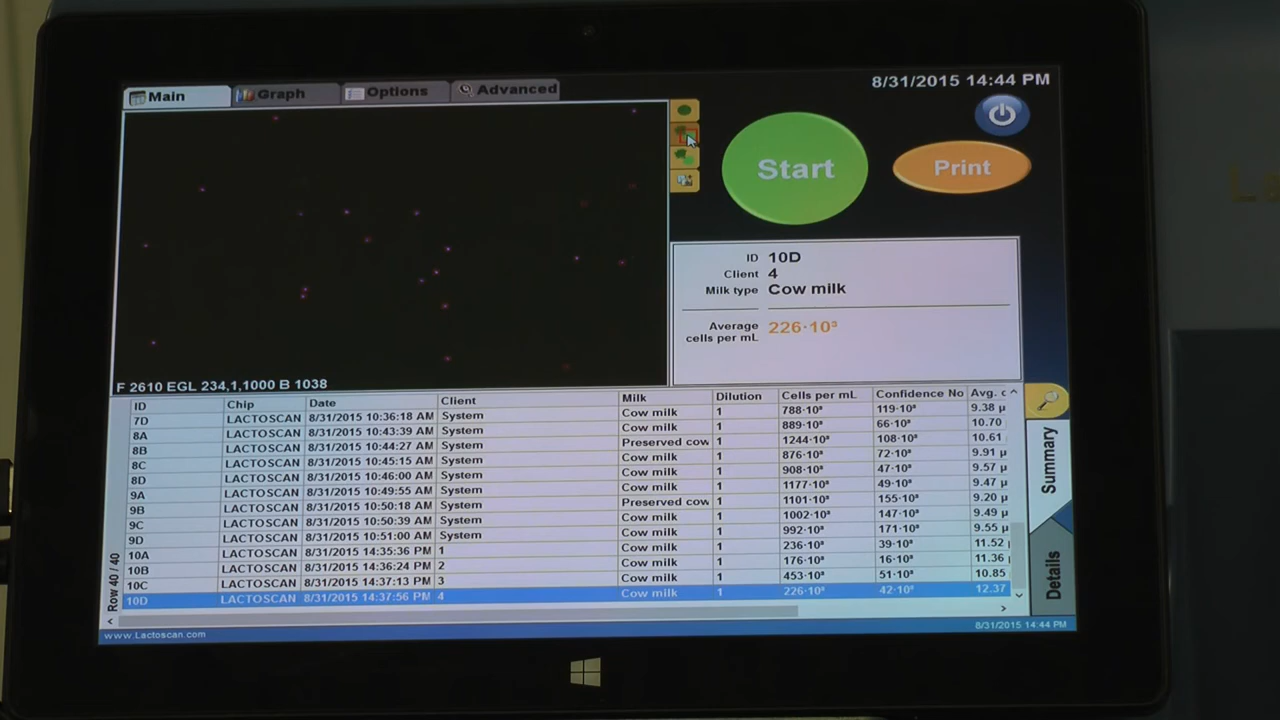 8/31/2015 14:44 PM
Main Graph Options Advanced
Start
Print
ID 10D
Client 4
Milk type Cow milk
Average cells per mL 226·10³
F 2610 EGL 234,1,1000 B 1038
ID Chip Date Client Milk Dilution Cells per mL Confidence No Avg. c
7D LACTOSCAN 8/31/2015 10:36:18 AM System Cow milk 1 788·10³ 119·10³ 9.38 µ
8A LACTOSCAN 8/31/2015 10:43:39 AM System Cow milk 1 889·10³ 66·10³ 10.70
8B LACTOSCAN 8/31/2015 10:44:27 AM System Preserved cow 1 1244·10³ 108·10³ 10.61
8C LACTOSCAN 8/31/2015 10:45:15 AM System Cow milk 1 876·10³ 72·10³ 9.91 µ
8D LACTOSCAN 8/31/2015 10:46:00 AM System Cow milk 1 908·10³ 47·10³ 9.57 µ
9A LACTOSCAN 8/31/2015 10:49:55 AM System Cow milk 1 1177·10³ 49·10³ 9.47 µ
9B LACTOSCAN 8/31/2015 10:50:18 AM System Preserved cow 1 1101·10³ 155·10³ 9.20 µ
9C LACTOSCAN 8/31/2015 10:50:39 AM System Cow milk 1 1002·10³ 147·10³ 9.49 µ
9D LACTOSCAN 8/31/2015 10:51:00 AM System Cow milk 1 992·10³ 171·10³ 9.55 µ
10A LACTOSCAN 8/31/2015 14:35:36 PM 1 Cow milk 1 236·10³ 39·10³ 11.52
10B LACTOSCAN 8/31/2015 14:36:24 PM 2 Cow milk 1 176·10³ 16·10³ 11.36
10C LACTOSCAN 8/31/2015 14:37:13 PM 3 Cow milk 1 453·10³ 51·10³ 10.85
10D LACTOSCAN 8/31/2015 14:37:56 PM 4 Cow milk 1 226·10³ 42·10³ 12.37
Row 40 / 40
Summary
Details
www.Lactoscan.com
8/31/2015 14:44 PM